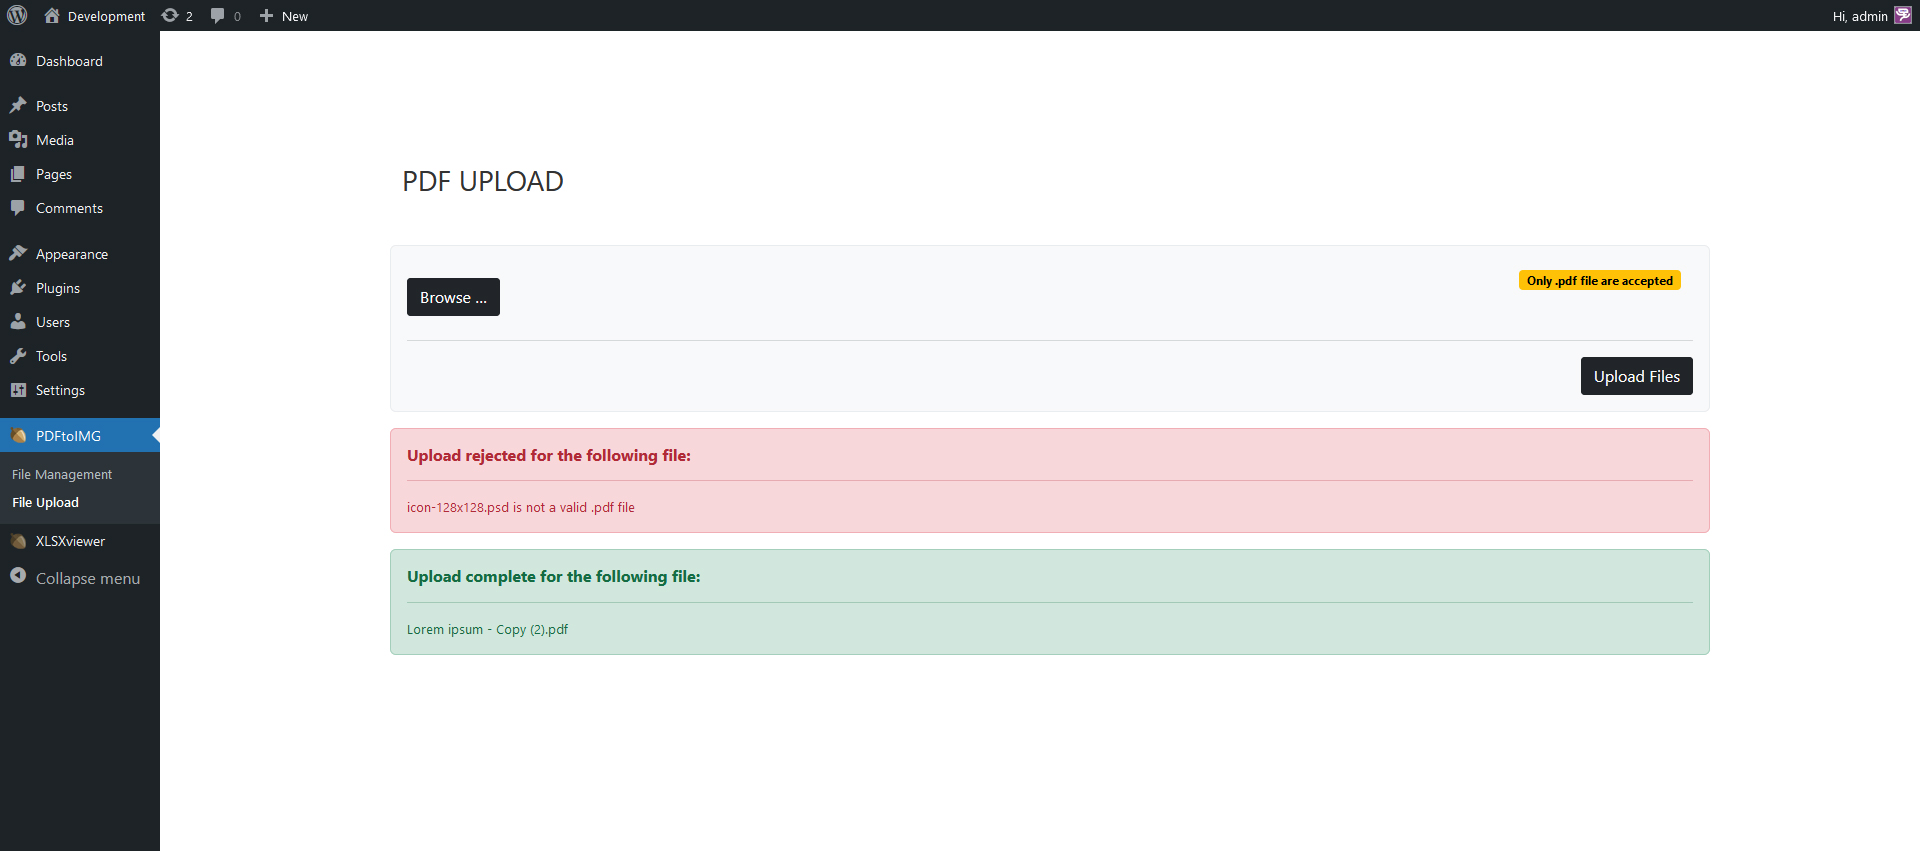 Development 2 0 New Hi, admin
Dashboard
Posts
Media
Pages
Comments
Appearance
Plugins
Users
Tools
Settings
PDFtoIMG
File Management
File Upload
XLSXviewer
Collapse menu
PDF UPLOAD
Only .pdf file are accepted
Browse ...
Upload Files
Upload rejected for the following file:
icon-128x128.psd is not a valid .pdf file
Upload complete for the following file:
Lorem ipsum - Copy (2).pdf